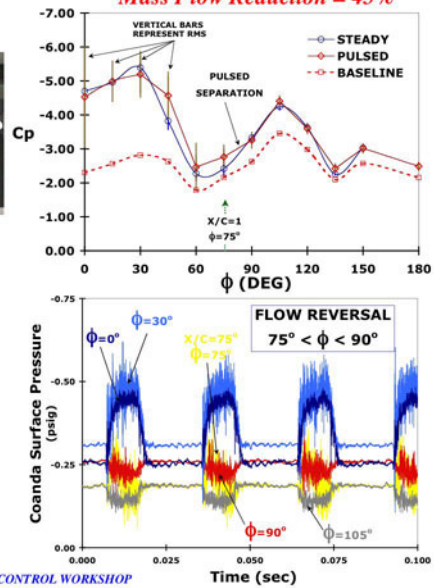 Mass Flow Reduction = 45%
-7.00
-6.00
-5.00
-4.00
-3.00
-2.00
-1.00
0.00
Cp
VERTICAL BARS
REPRESENT RMS
STEADY
PULSED
BASELINE
PULSED
SEPARATION
X/C=1
ϕ=75°
0
30
60
90
120
150
180
ϕ (DEG)
-0.75
-0.50
-0.25
0.00
Coanda Surface Pressure
(psig)
FLOW REVERSAL
75° < ϕ < 90°
ϕ=0°
ϕ=30°
X/C=75°
ϕ=75°
ϕ=90°
ϕ=105°
0.000
0.025
0.050
0.075
0.100
Time (sec)
CONTROL WORKSHOP